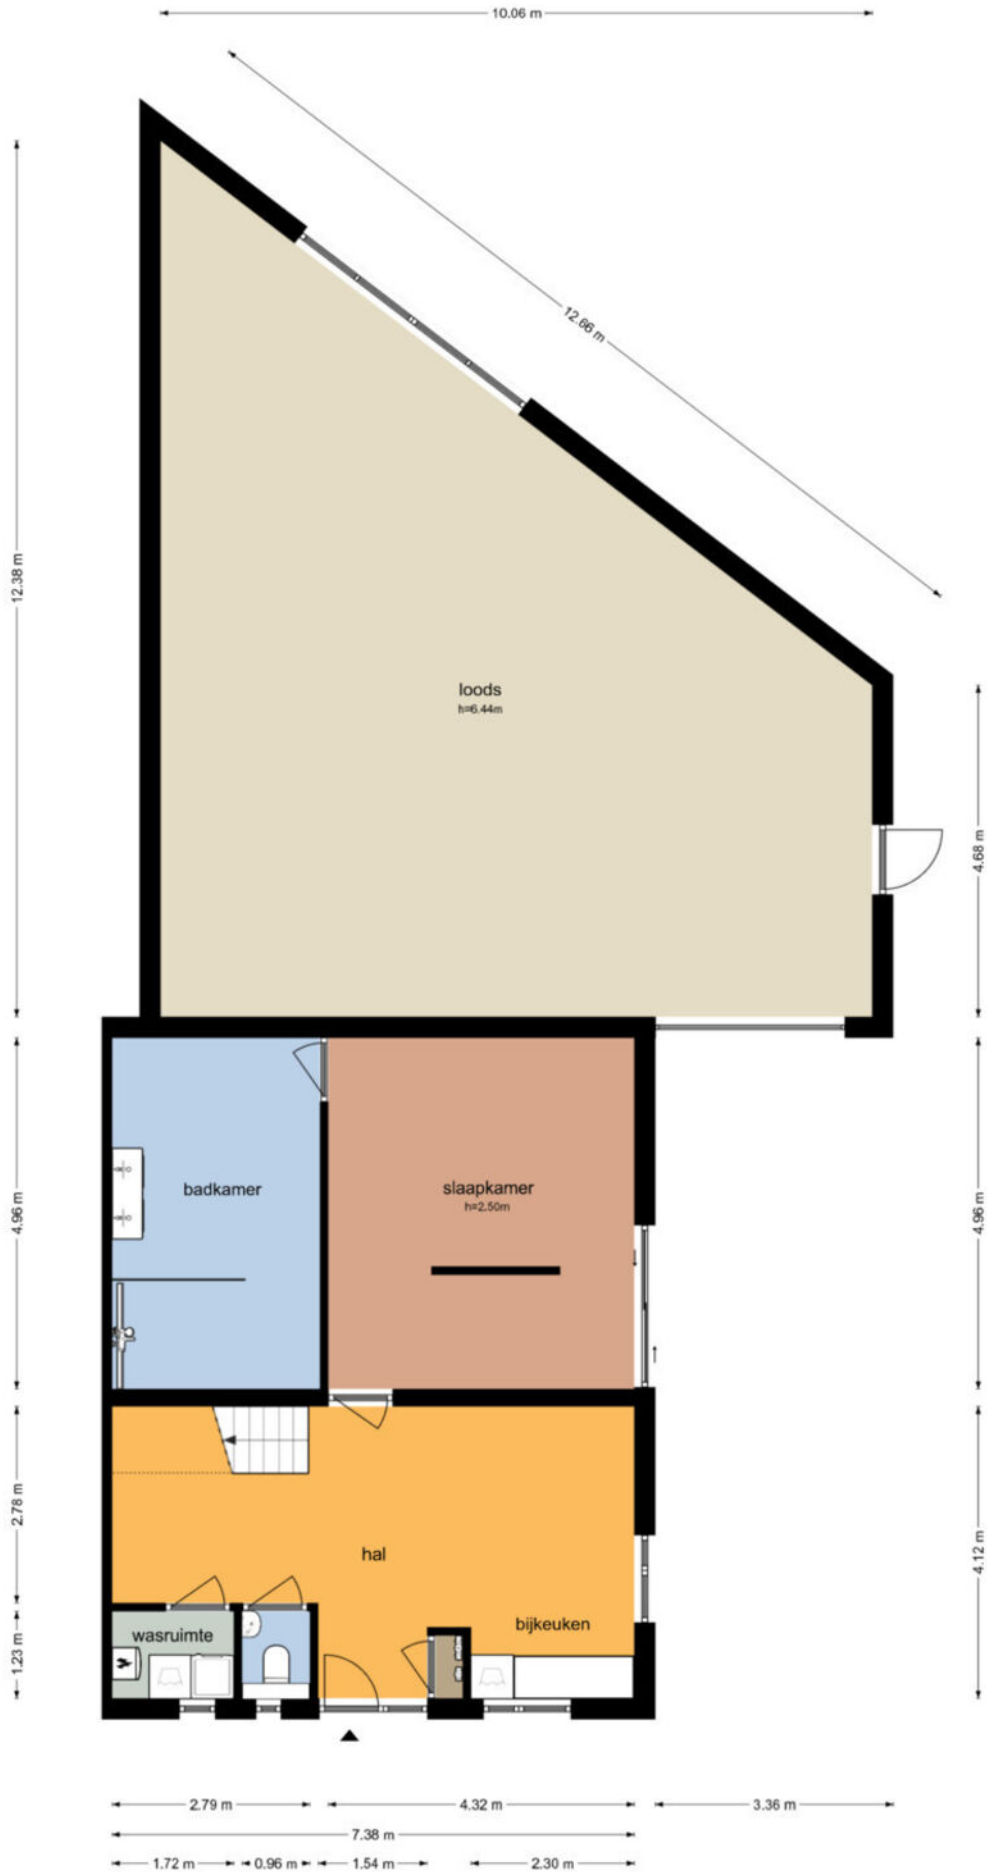 10.06 m
12.66 m
12.38 m
loods
h=6.44m
4.68 m
badkamer
slaapkamer
h=2.50m
4.96 m
4.96 m
2.78 m
hal
4.12 m
bijkeuken
wasruimte
1.23 m
2.79 m
4.32 m
3.36 m
7.38 m
1.72 m
0.96 m
1.54 m
2.30 m